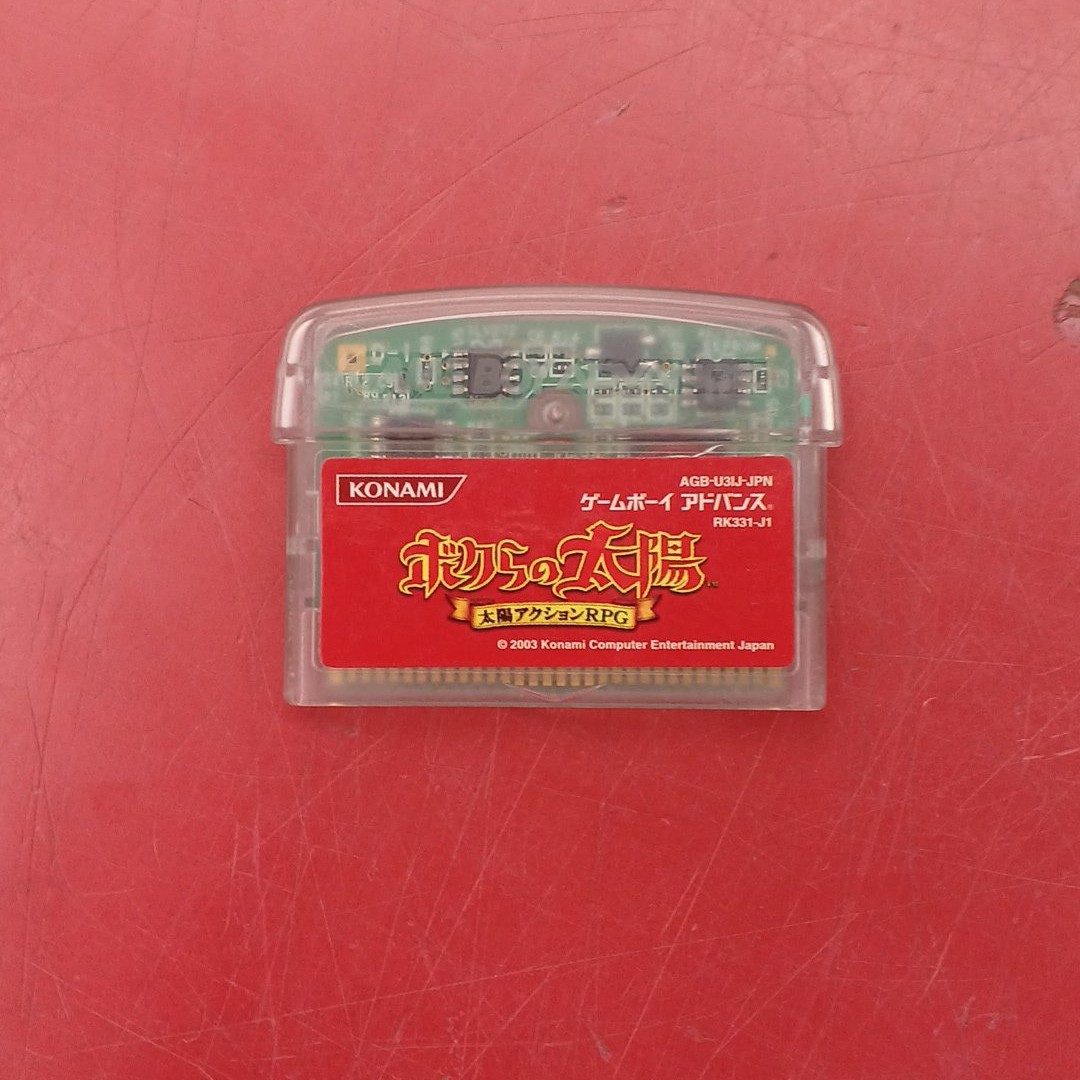 KONAMI
AGB-U3IJ-JPN
ゲームボーイ アドバンス®
RK331-J1
ボクらの太陽
太陽アクションRPG
© 2003 Konami Computer Entertainment Japan